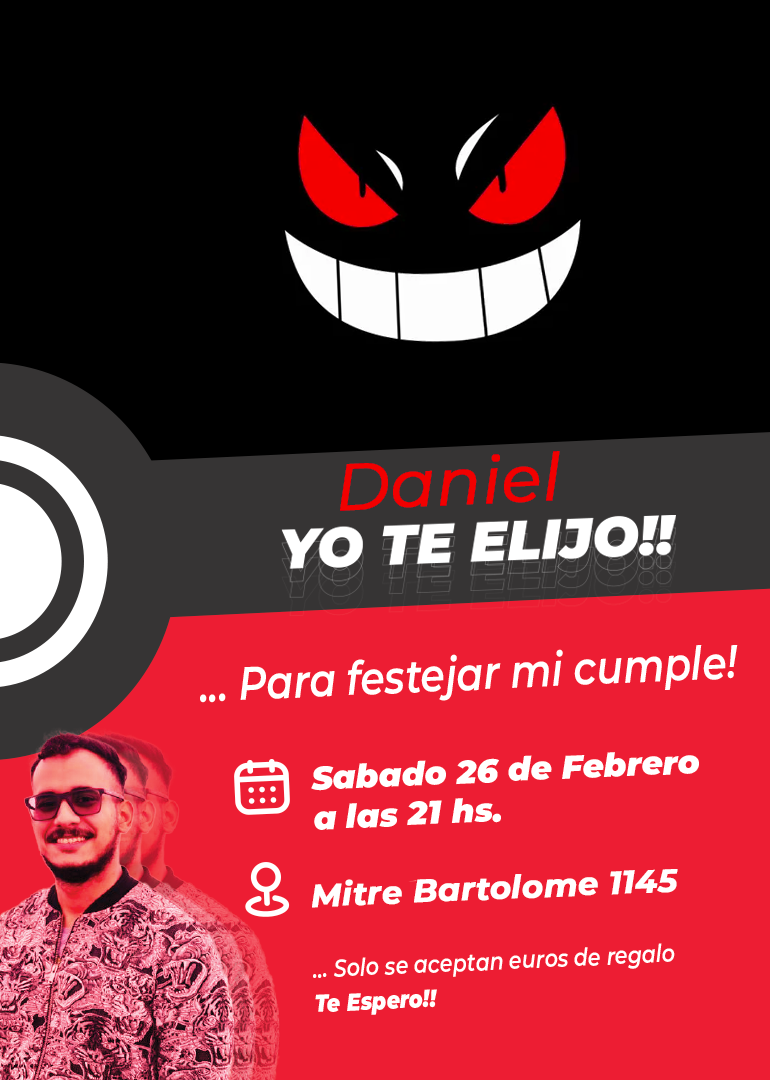 Daniel
YO TE ELIJO!!
... Para festejar mi cumple!
Sabado 26 de Febrero
a las 21 hs.
Mitre Bartolome 1145
... Solo se aceptan euros de regalo
Te Espero!!